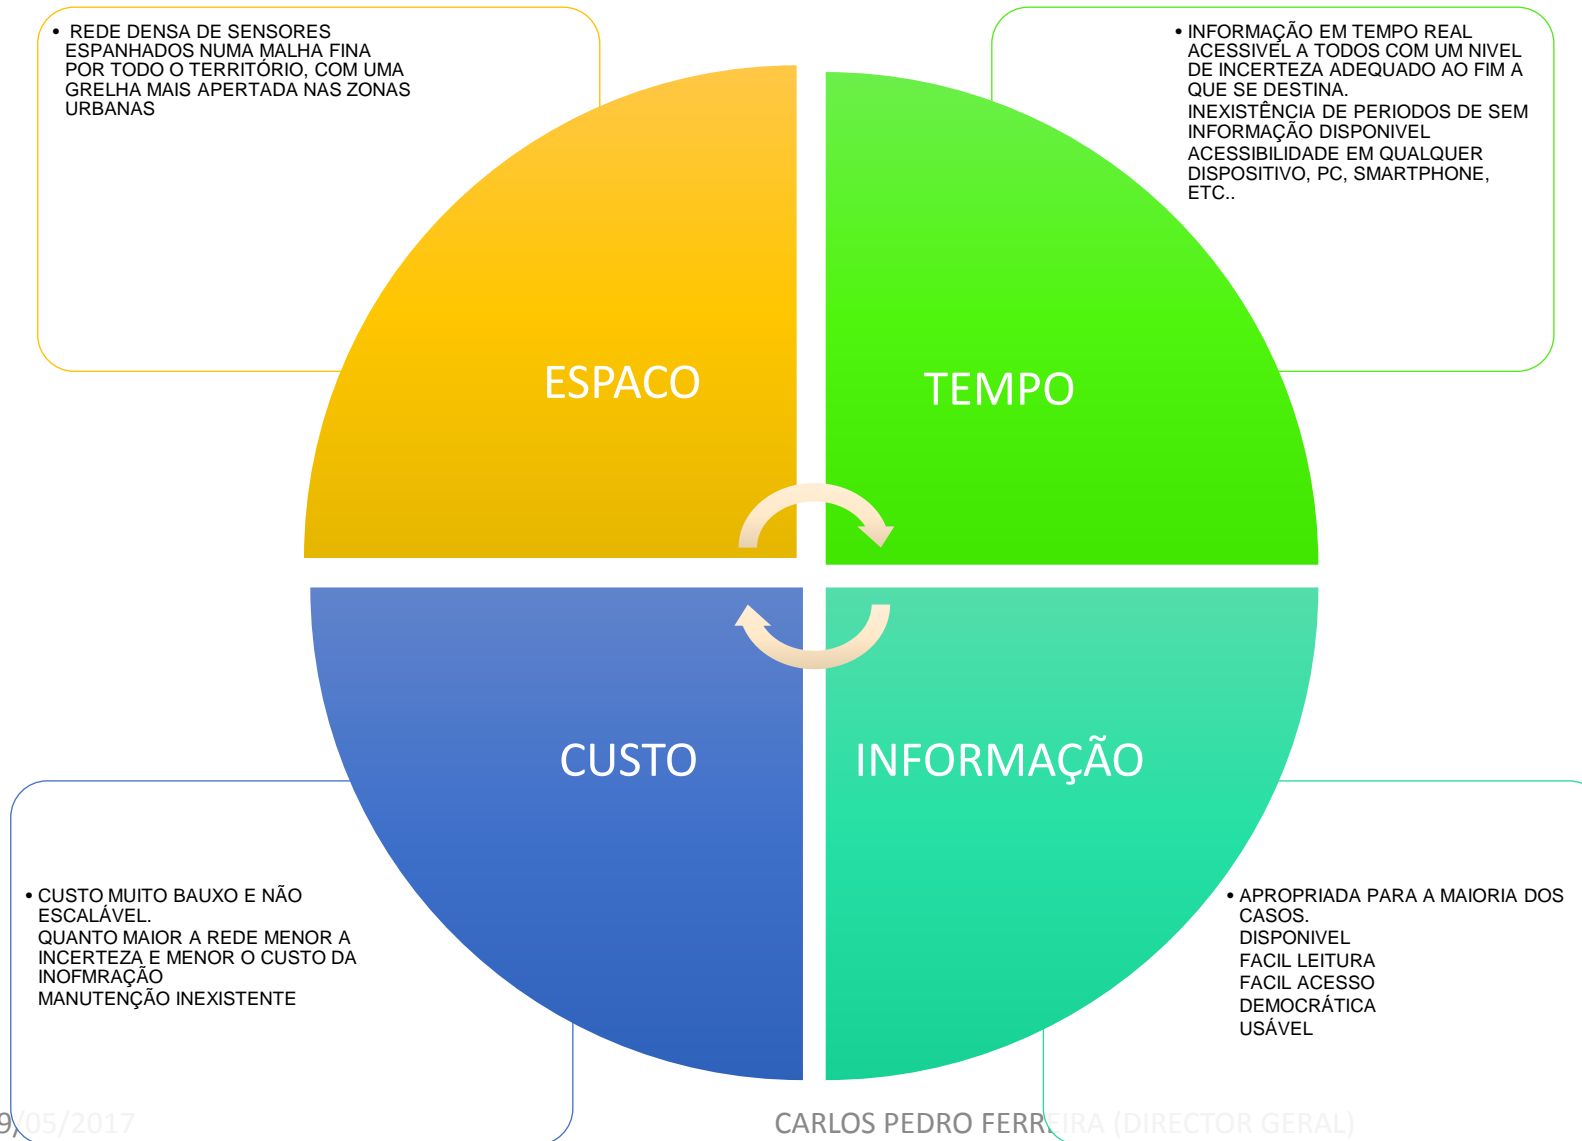 • REDE DENSA DE SENSORES
ESPANHADOS NUMA MALHA FINA
POR TODO O TERRITÓRIO, COM UMA
GRELHA MAIS APERTADA NAS ZONAS
URBANAS
• INFORMAÇÃO EM TEMPO REAL
ACESSIVEL A TODOS COM UM NIVEL
DE INCERTEZA ADEQUADO AO FIM A
QUE SE DESTINA.
INEXISTÊNCIA DE PERIODOS DE SEM
INFORMAÇÃO DISPONIVEL
ACESSIBILIDADE EM QUALQUER
DISPOSITIVO, PC, SMARTPHONE,
ETC..
ESPACO
TEMPO
CUSTO
INFORMAÇÃO
• CUSTO MUITO BAUXO E NÃO
ESCALÁVEL.
QUANTO MAIOR A REDE MENOR A
INCERTEZA E MENOR O CUSTO DA
INOFMRAÇÃO
MANUTENÇÃO INEXISTENTE
• APROPRIADA PARA A MAIORIA DOS
CASOS.
DISPONIVEL
FACIL LEITURA
FACIL ACESSO
DEMOCRÁTICA
USÁVEL
9/05/2017
CARLOS PEDRO FERREIRA (DIRECTOR GERAL)